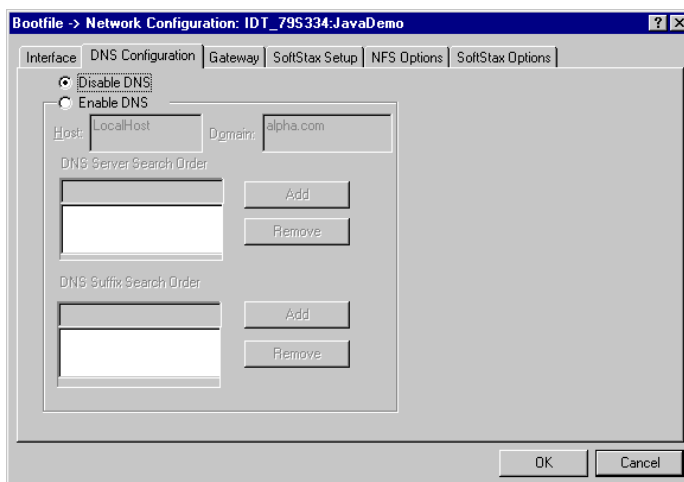 Bootfile -> Network Configuration: IDT_79S334:JavaDemo
Interface DNS Configuration Gateway SoftStax Setup NFS Options SoftStax Options
Disable DNS
Enable DNS
Host: LocalHost Domain: alpha.com
DNS Server Search Order
Add
Remove
DNS Suffix Search Order
Add
Remove
OK Cancel